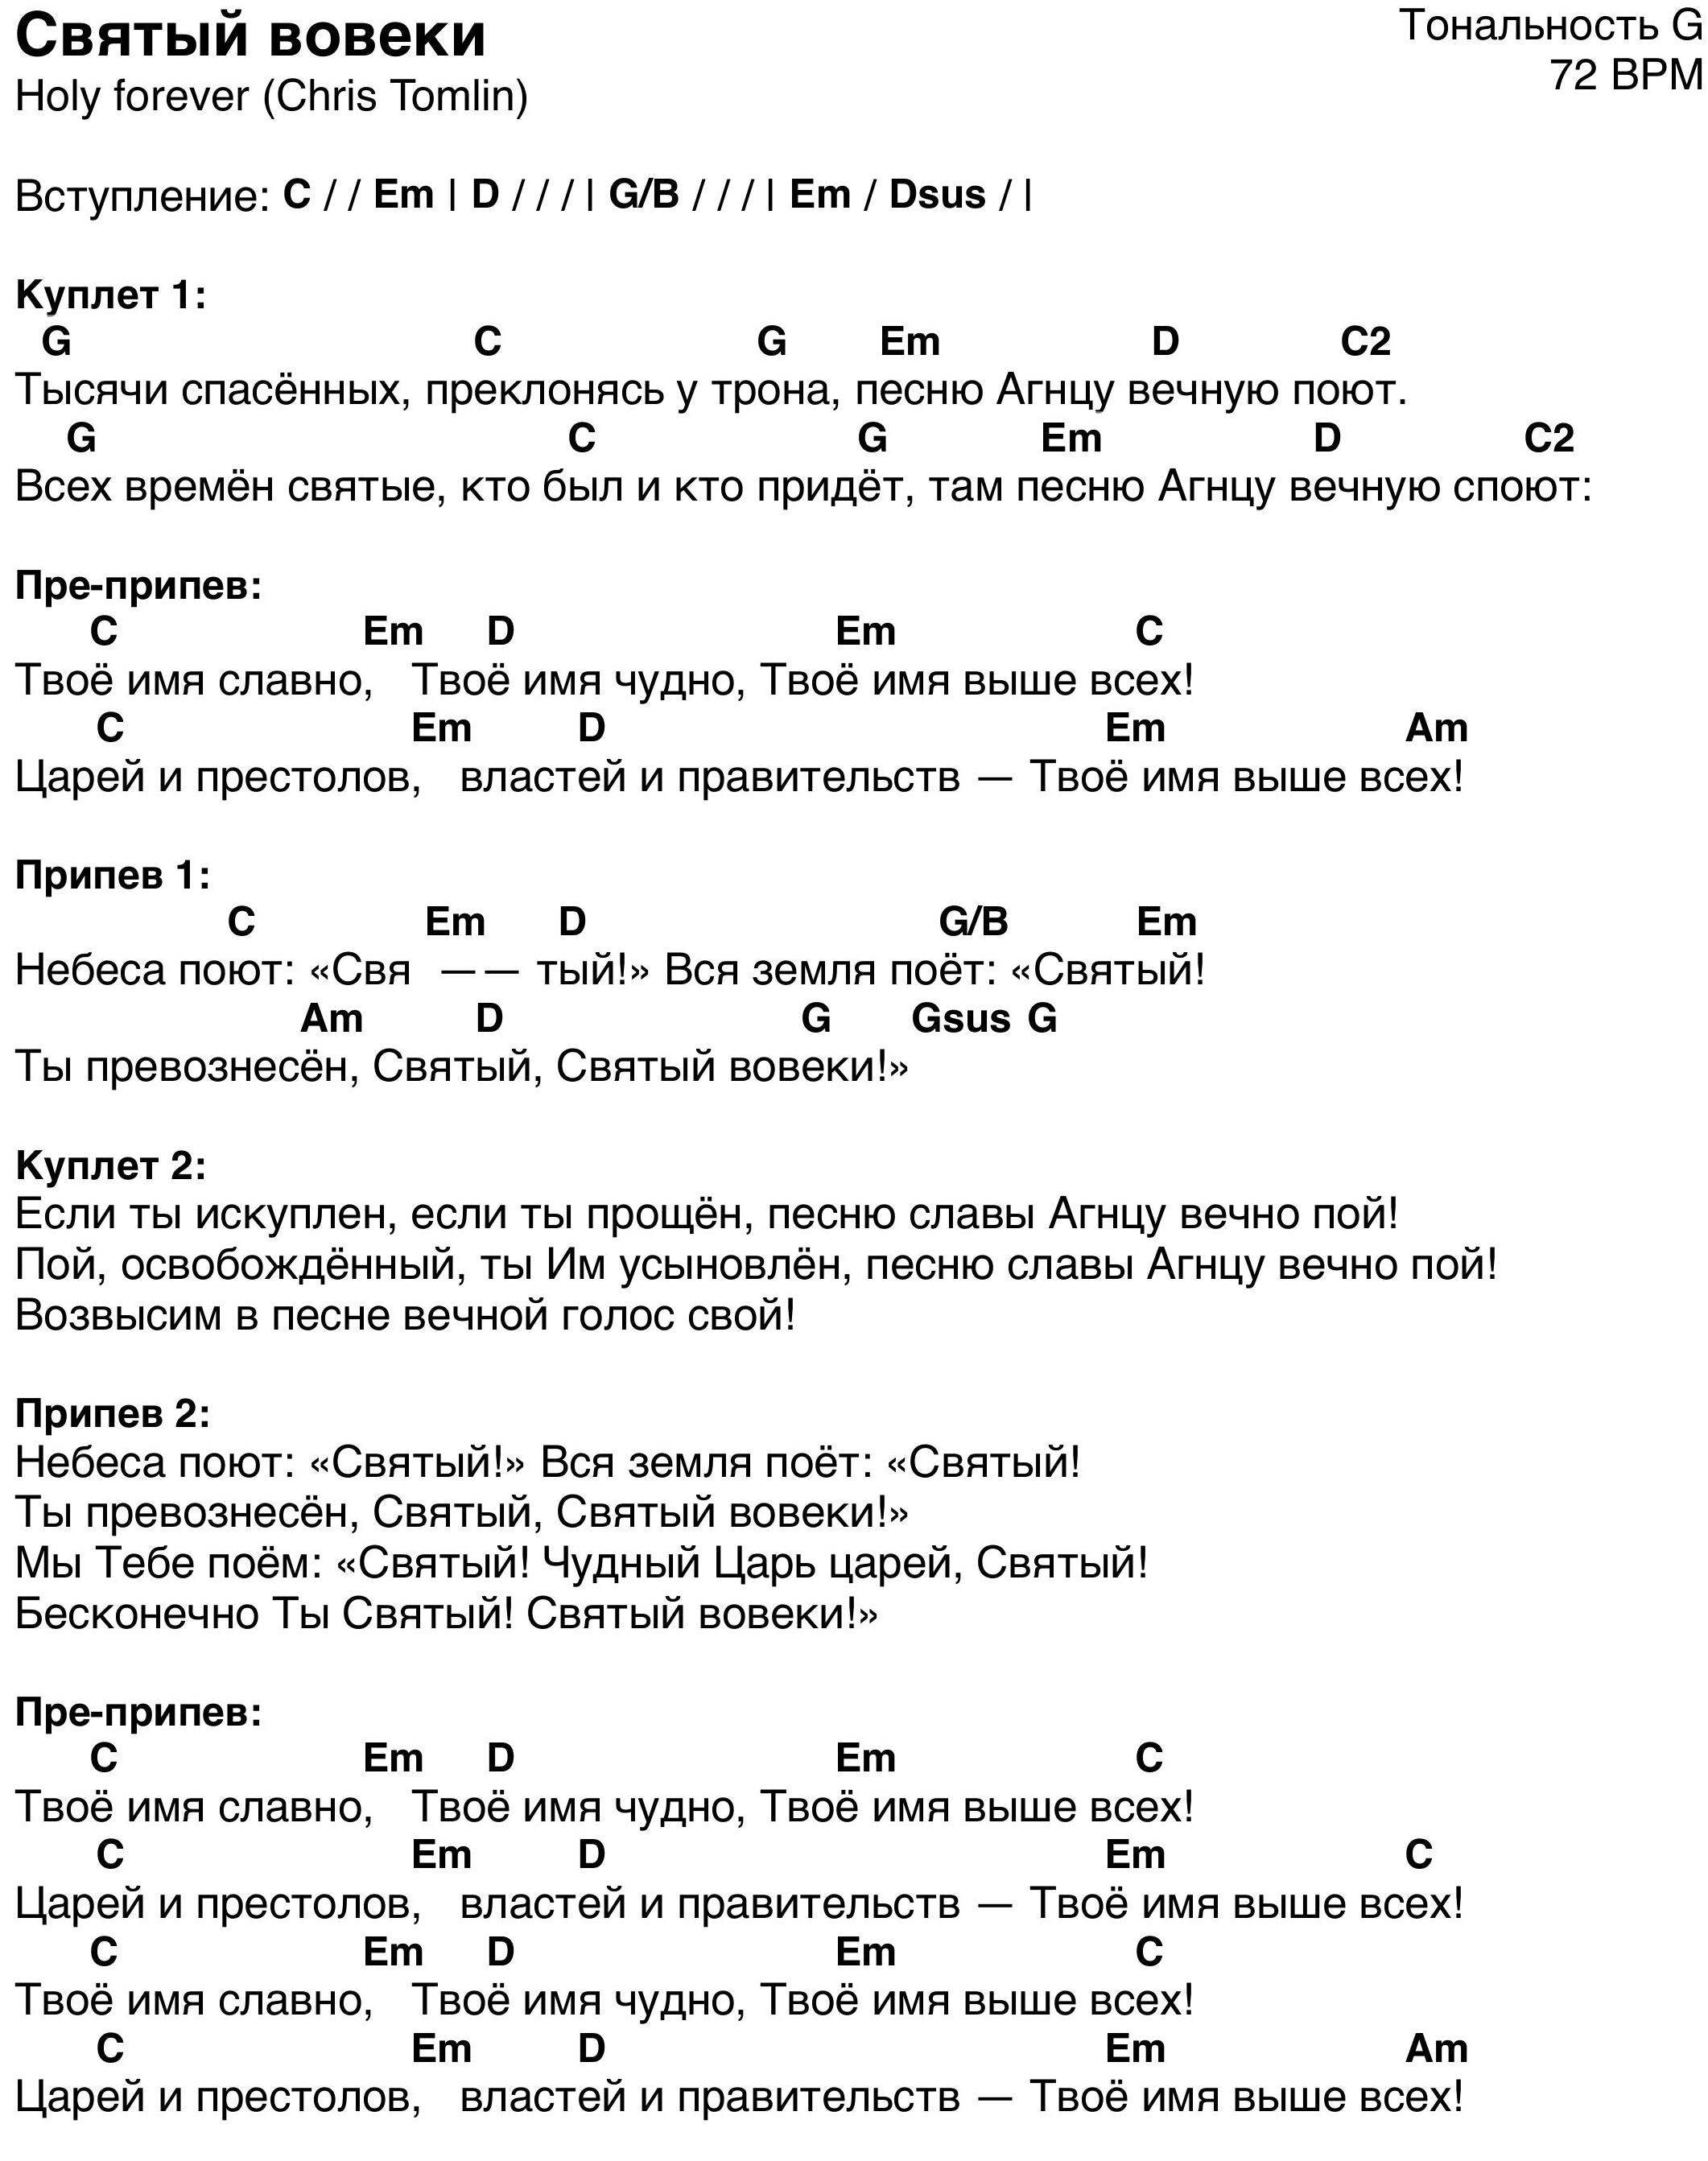 Святый вовеки
Тональность G
Holy forever (Chris Tomlin)
72 BPM
Вступление: C / / Em | D / / / | G/B / / / | Em / Dsus / |
Куплет 1:
G C G Em D C2
Тысячи спасённых, преклонясь у трона, песню Агнцу вечную поют.
G C G Em D C2
Всех времён святые, кто был и кто придёт, там песню Агнцу вечную споют:
Пре-припев:
C Em D Em C
Твоё имя славно, Твоё имя чудно, Твоё имя выше всех!
C Em D Em Am
Царей и престолов, властей и правительств — Твоё имя выше всех!
Припев 1:
C Em D G/B Em
Небеса поют: «Свя —— тый!» Вся земля поёт: «Святый!
Am D G Gsus G
Ты превознесён, Святый, Святый вовеки!»
Куплет 2:
Если ты искуплен, если ты прощён, песню славы Агнцу вечно пой!
Пой, освобождённый, ты Им усыновлён, песню славы Агнцу вечно пой!
Возвысим в песне вечной голос свой!
Припев 2:
Небеса поют: «Святый!» Вся земля поёт: «Святый!
Ты превознесён, Святый, Святый вовеки!»
Мы Тебе поём: «Святый! Чудный Царь царей, Святый!
Бесконечно Ты Святый! Святый вовеки!»
Пре-припев:
C Em D Em C
Твоё имя славно, Твоё имя чудно, Твоё имя выше всех!
C Em D Em C
Царей и престолов, властей и правительств — Твоё имя выше всех!
C Em D Em C
Твоё имя славно, Твоё имя чудно, Твоё имя выше всех!
C Em D Em Am
Царей и престолов, властей и правительств — Твоё имя выше всех!